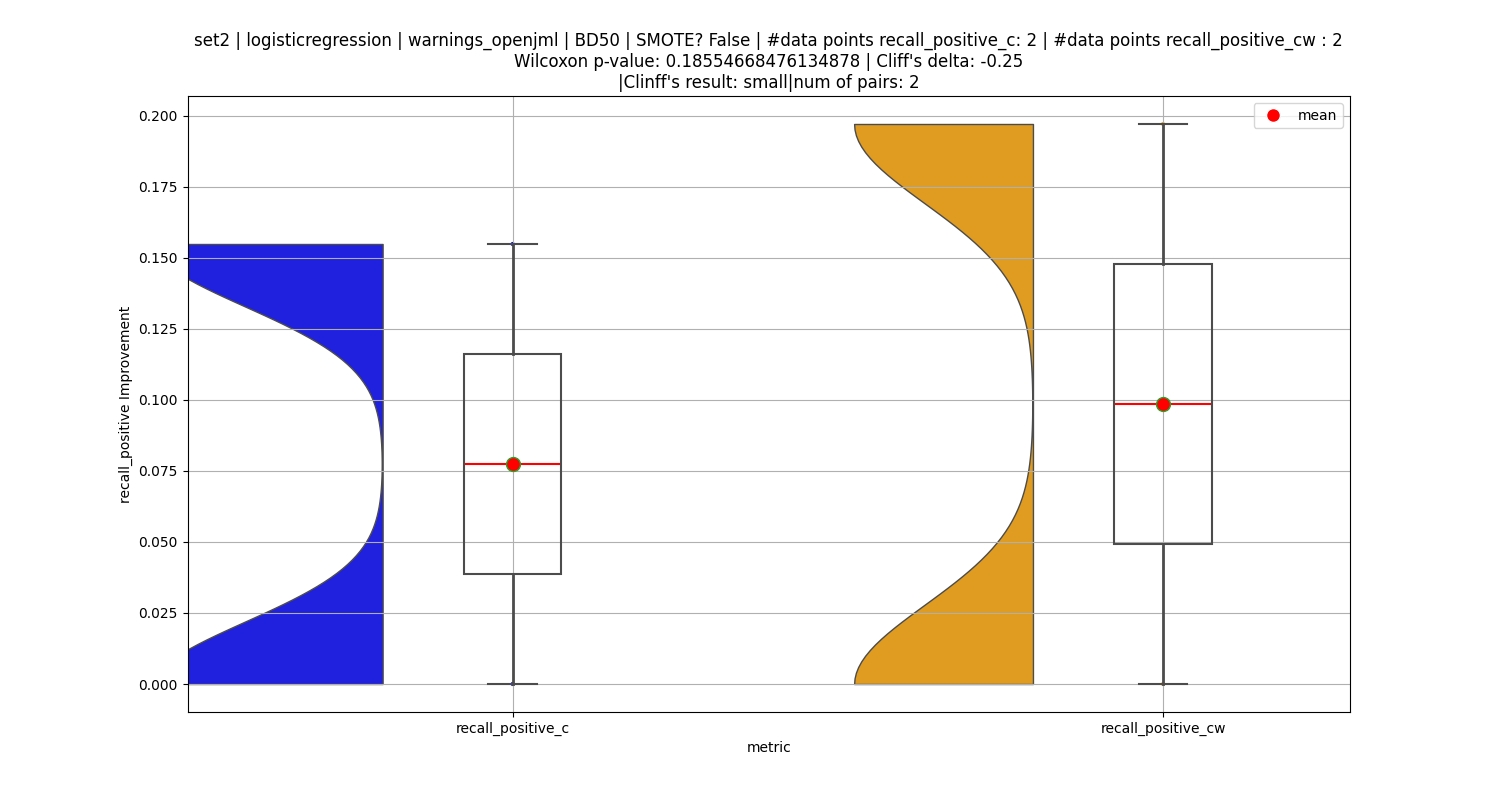 set2 | logisticregression | warnings_openjml | BD50 | SMOTE? False | #data points recall_positive_c: 2 | #data points recall_positive_cw : 2
Wilcoxon p-value: 0.18554668476134878 | Cliff's delta: -0.25
|Clinff's result: small|num of pairs: 2
mean
0.200
0.175
0.150
0.125
0.100
0.075
0.050
0.025
0.000
recall_positive Improvement
recall_positive_c
recall_positive_cw
metric